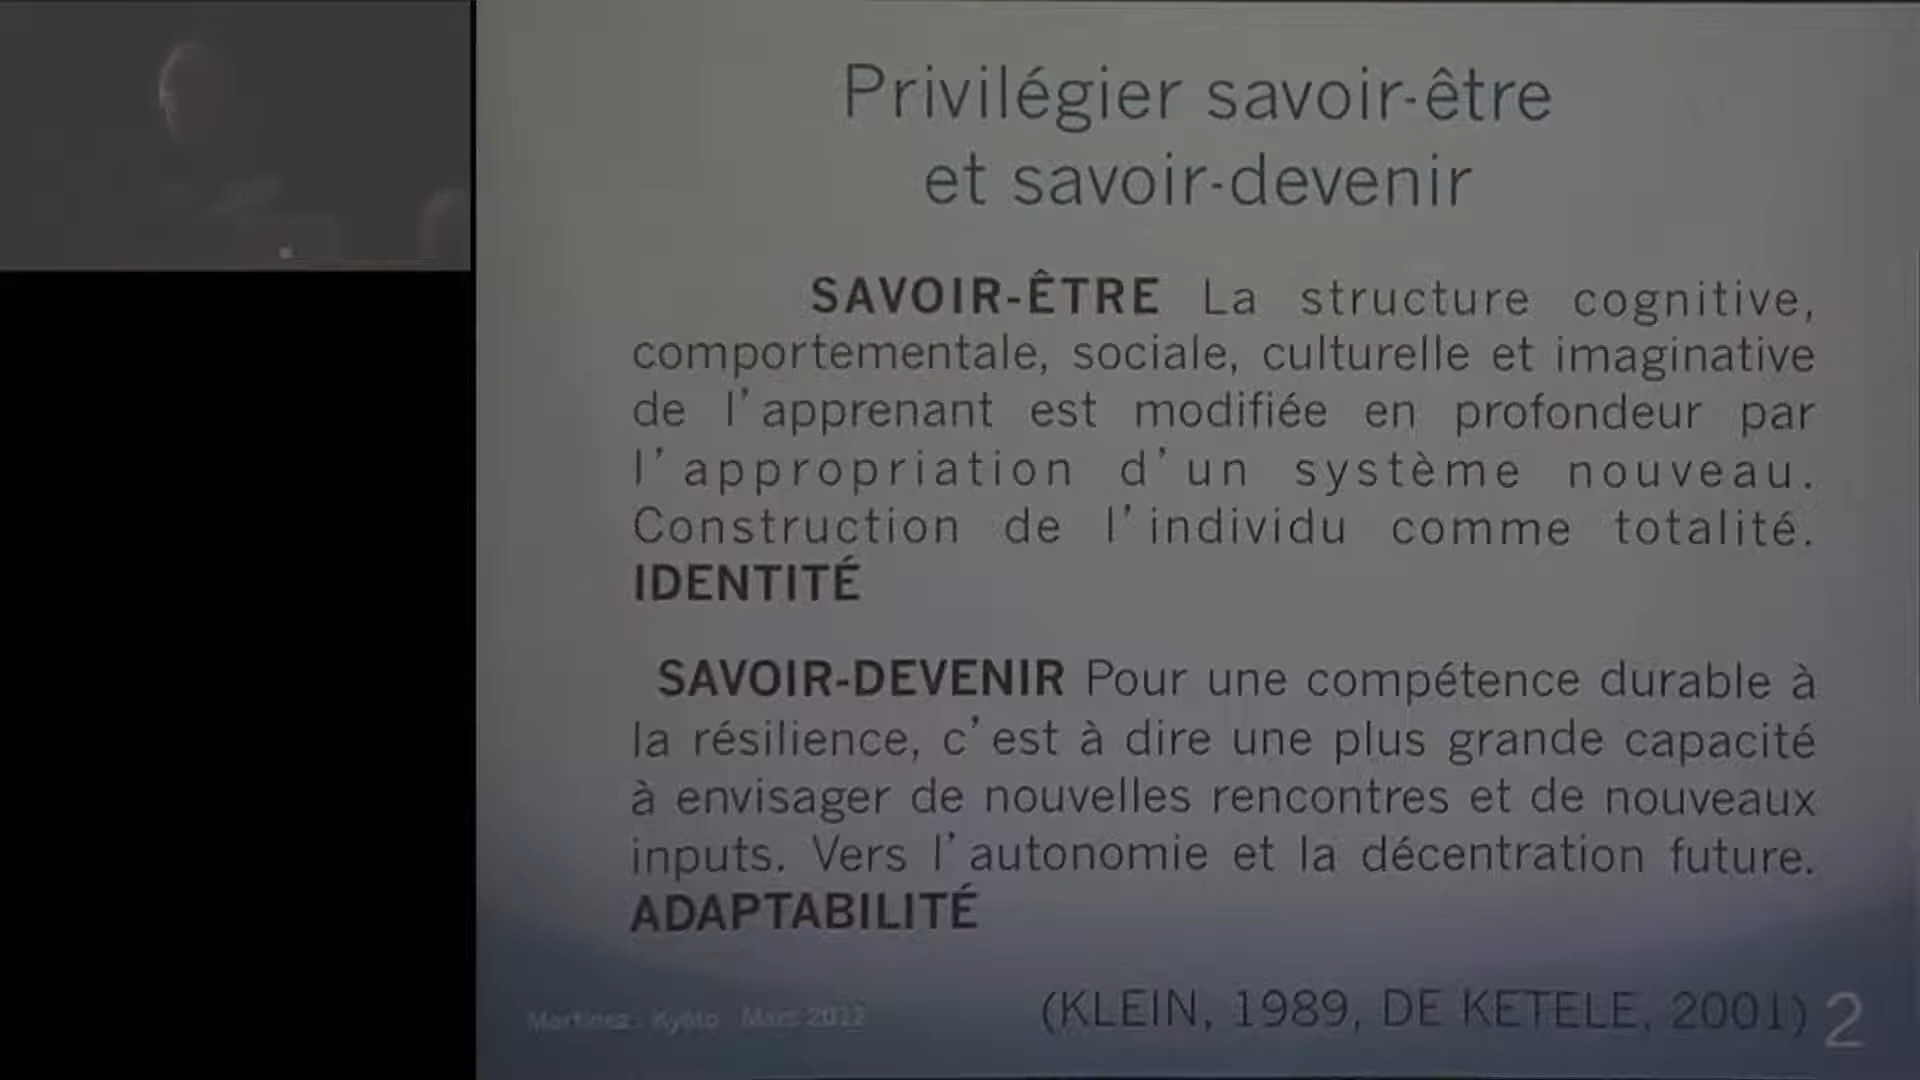 Privilégier savoir-être
et savoir-devenir
SAVOIR-ÊTRE La structure cognitive,
comportementale, sociale, culturelle et imaginative
de l’apprenant est modifiée en profondeur par
l’appropriation d’un système nouveau.
Construction de l’individu comme totalité.
IDENTITÉ
SAVOIR-DEVENIR Pour une compétence durable à
la résilience, c’est à dire une plus grande capacité
à envisager de nouvelles rencontres et de nouveaux
inputs. Vers l’autonomie et la décentration future.
ADAPTABILITÉ
(KLEIN, 1989, DE KETELE, 2001)
Martinez Kyoto Mars 2012
2